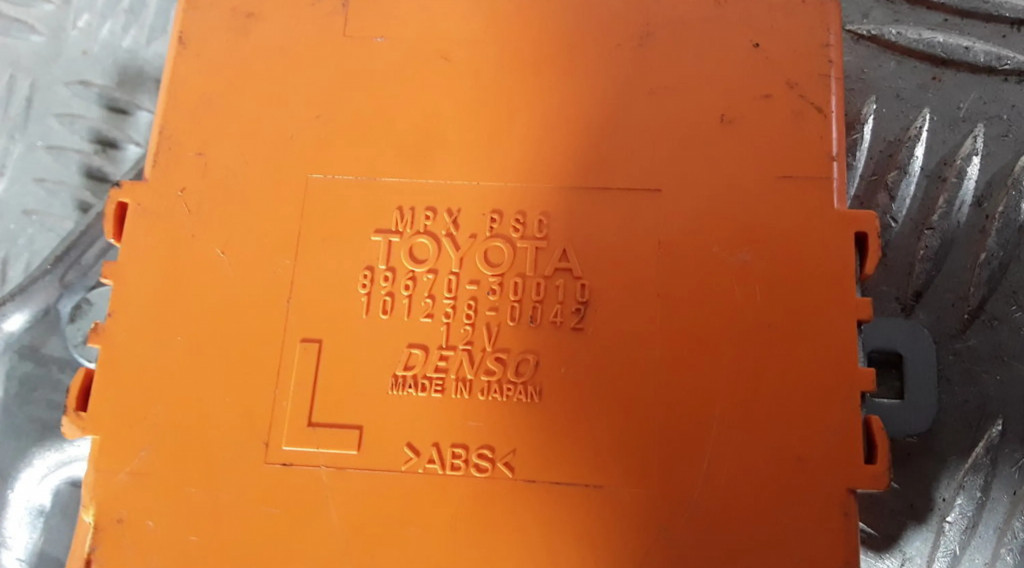 MPX, PSC
TOYOTA
89670-30010
101238-0042
12V
DENSO
MADE IN JAPAN
L
>ABS<